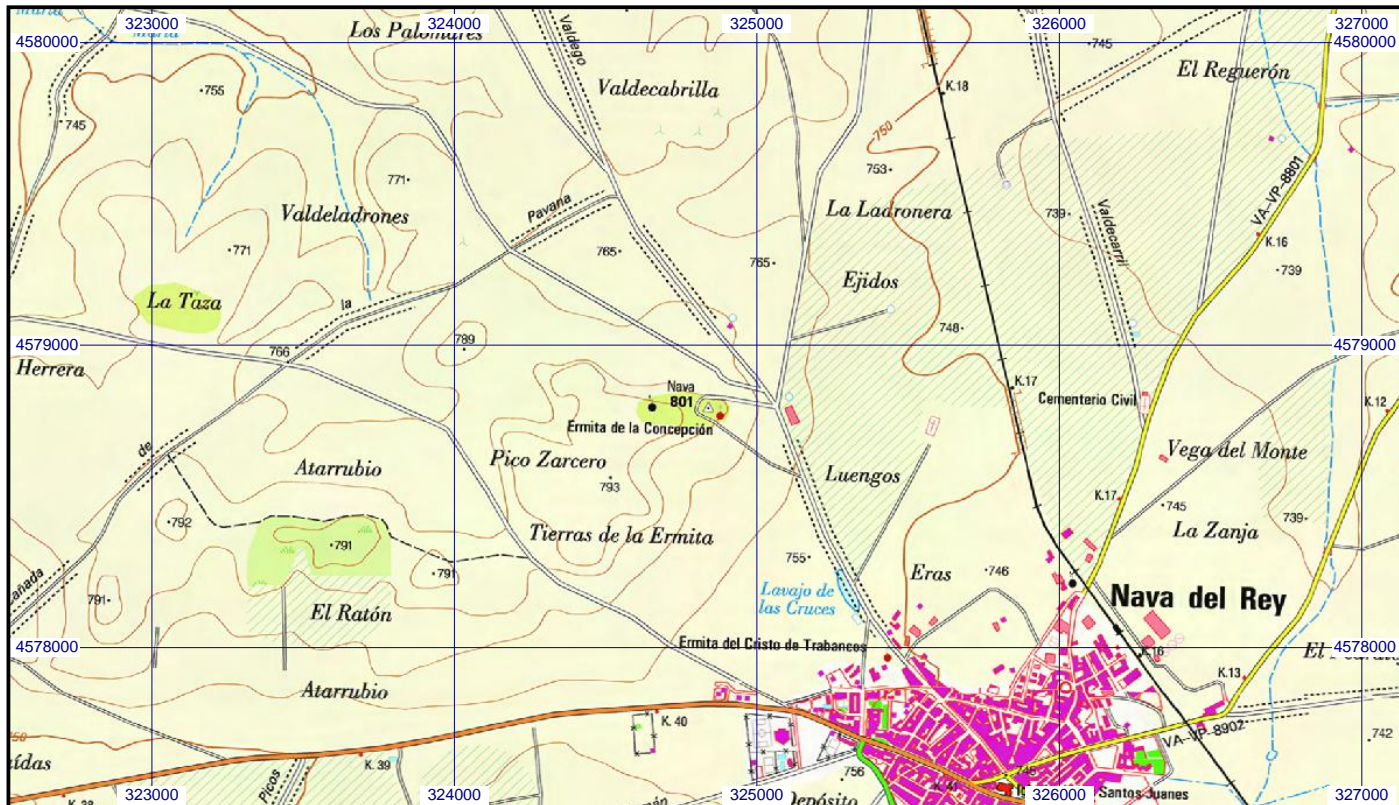 323000
324000
325000
326000
327000
4580000
4580000
Los Palomares
Valdego
Valdecabrilla
El Reguerón
745
755
745
K.18
750
753
771
Valdeladrones
Pavana
La Ladronera
739
Valdecarril
VA-VP-8801
K.16
739
771
765
765
Ejidos
La Taza
la
748
789
4579000
766
4579000
Herrera
Nava
801
Ermita de la Concepción
K.17
Cementerio Civil
K.12
de
Atarrubio
Pico Zarcero
793
Luengos
Vega del Monte
K.17
745
La Zanja
739
792
791
Tierras de la Ermita
791
791
El Ratón
755
Lavajo de
las Cruces
Eras
746
Nava del Rey
4578000
Ermita del Cristo de Trabancos
4578000
K.16
K.13
Atarrubio
K. 40
VA-VP-8902
742
K. 39
Picos
756
746
K.41
Santos Juanes
Depósito
K.38
323000
324000
325000
326000
327000